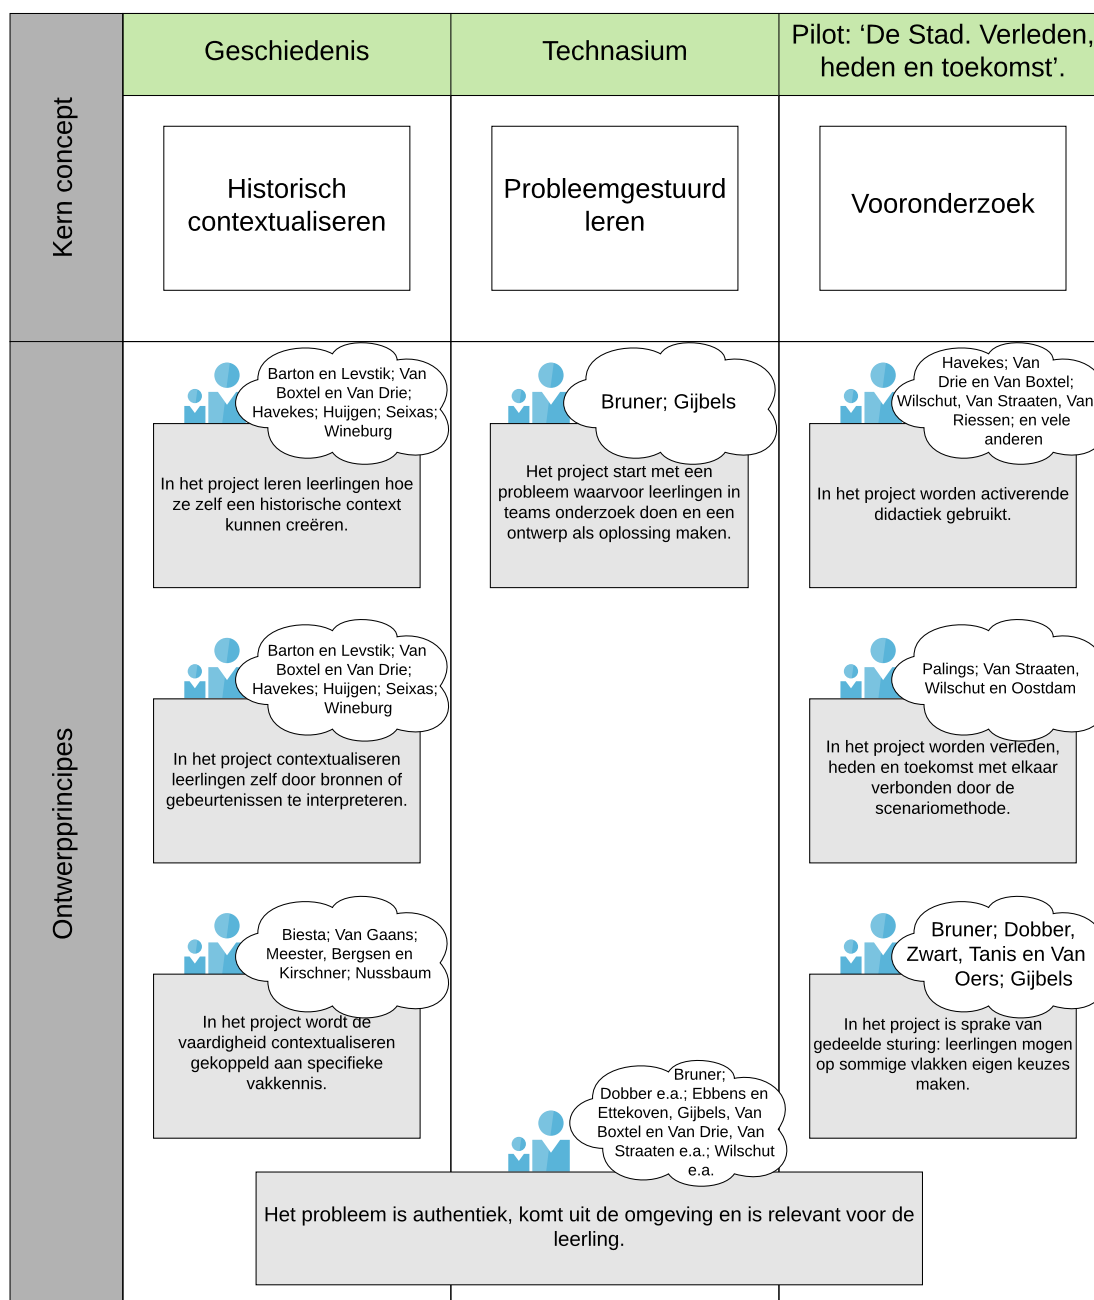 Geschiedenis
Technasium
Pilot: ‘De Stad. Verleden,
heden en toekomst’.
Kern concept
Historisch
contextualiseren
Probleemgestuurd
leren
Vooronderzoek
Ontwerpprincipes
Barton en Levstik; Van
Boxtel en Van Drie;
Havekes; Huijgen; Seixas;
Wineburg
In het project leren leerlingen hoe
ze zelf een historische context
kunnen creëren.
Bruner; Gijbels
Het project start met een
probleem waarvoor leerlingen in
teams onderzoek doen en een
ontwerp als oplossing maken.
Havekes; Van
Drie en Van Boxtel;
Wilschut, Van Straaten, Van
Riessen; en vele
anderen
In het project worden activerende
didactiek gebruikt.
Barton en Levstik; Van
Boxtel en Van Drie;
Havekes; Huijgen; Seixas;
Wineburg
In het project contextualiseren
leerlingen zelf door bronnen of
gebeurtenissen te interpreteren.
Palings; Van Straaten,
Wilschut en Oostdam
In het project worden verleden,
heden en toekomst met elkaar
verbonden door de
scenariomethode.
Biesta; Van Gaans;
Meester, Bergsen en
Kirschner; Nussbaum
In het project wordt de
vaardigheid contextualiseren
gekoppeld aan specifieke
vakkennis.
Bruner; Dobber,
Zwart, Tanis en Van
Oers; Gijbels
In het project is sprake van
gedeelde sturing: leerlingen mogen
op sommige vlakken eigen keuzes
maken.
Bruner;
Dobber e.a.; Ebbens en
Ettekoven, Gijbels, Van
Boxtel en Van Drie, Van
Straaten e.a.; Wilschut
e.a.
Het probleem is authentiek, komt uit de omgeving en is relevant voor de
leerling.